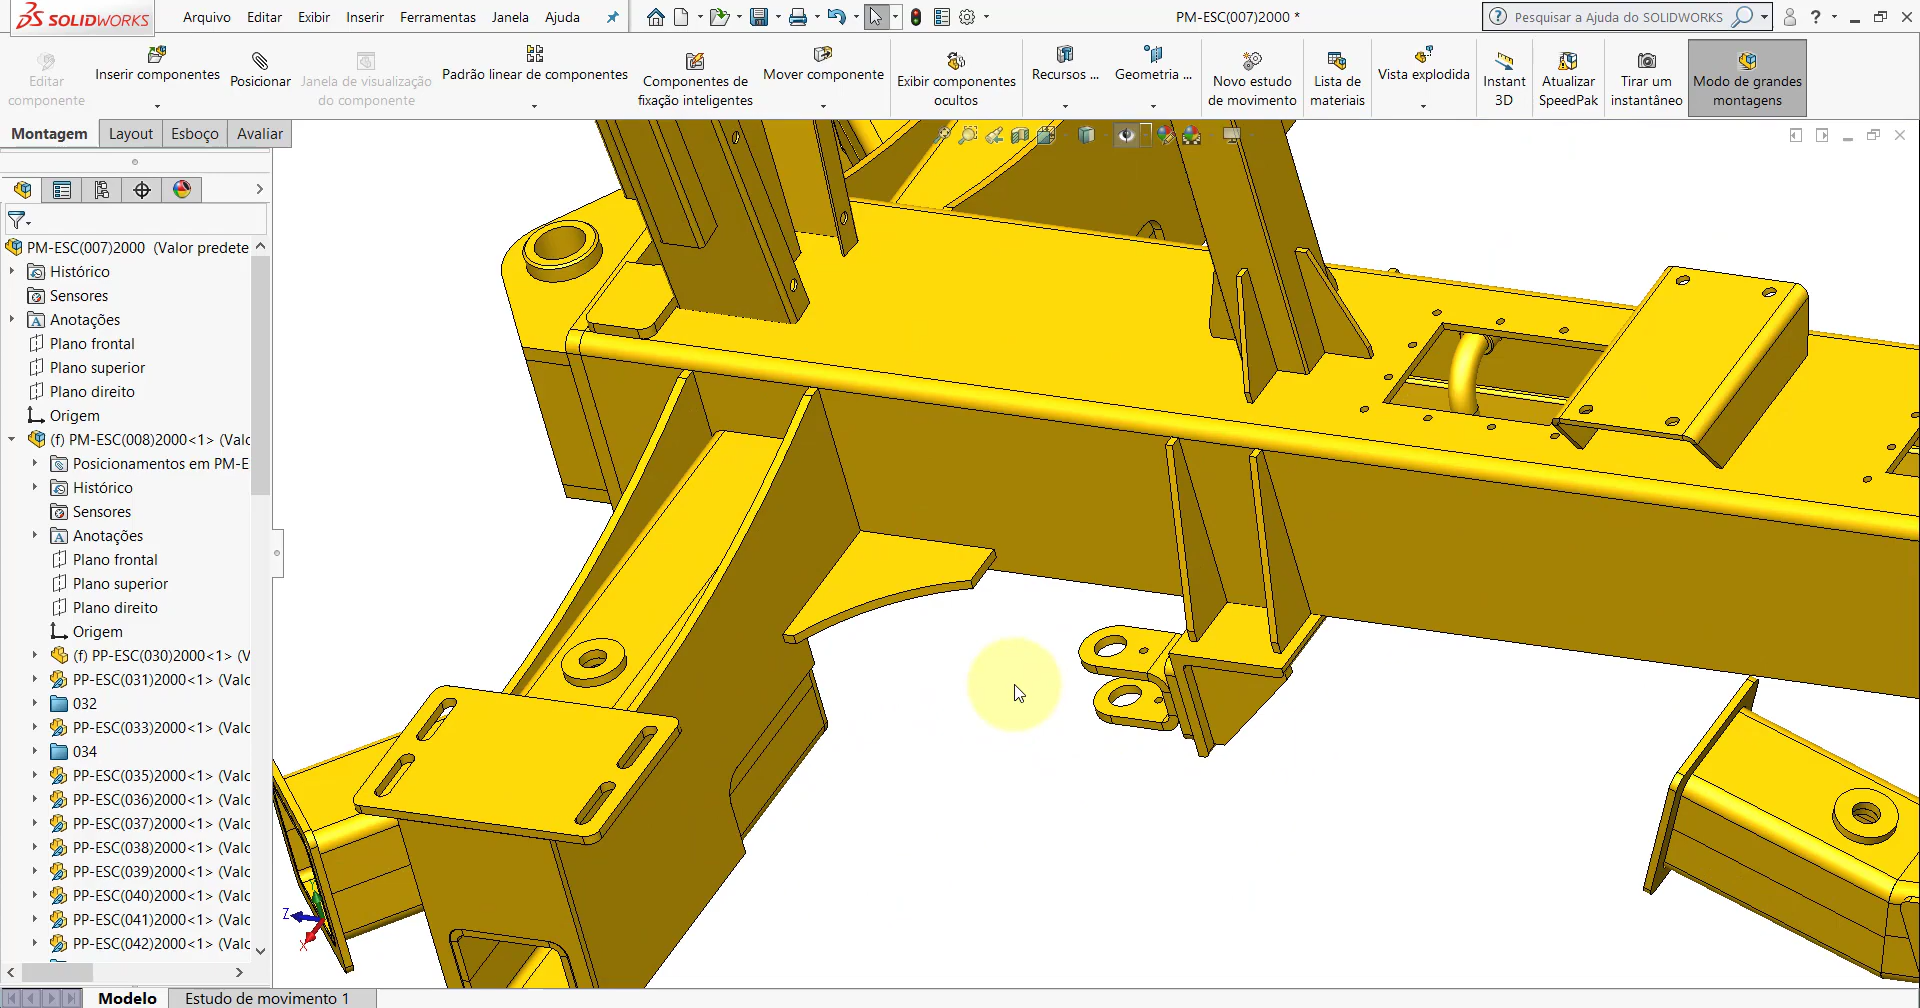 SOLIDWORKS
Arquivo Editar Exibir Inserir Ferramentas Janela Ajuda
PM-ESC(007)2000 *
Pesquisar a Ajuda do SOLIDWORKS
Editar componente
Inserir componentes
Posicionar
Janela de visualização do componente
Padrão linear de componentes
Componentes de fixação inteligentes
Mover componente
Exibir componentes ocultos
Recursos ...
Geometria ...
Novo estudo de movimento
Lista de materiais
Vista explodida
Instant 3D
Atualizar SpeedPak
Tirar um instantâneo
Modo de grandes montagens
Montagem Layout Esboço Avaliar
PM-ESC(007)2000 (Valor predete
Histórico
Sensores
Anotações
Plano frontal
Plano superior
Plano direito
Origem
(f) PM-ESC(008)2000<1> (Valc
Posicionamentos em PM-E
Histórico
Sensores
Anotações
Plano frontal
Plano superior
Plano direito
Origem
(f) PP-ESC(030)2000<1> (V
PP-ESC(031)2000<1> (Valc
032
PP-ESC(033)2000<1> (Valc
034
PP-ESC(035)2000<1> (Valc
PP-ESC(036)2000<1> (Valc
PP-ESC(037)2000<1> (Valc
PP-ESC(038)2000<1> (Valc
PP-ESC(039)2000<1> (Valc
PP-ESC(040)2000<1> (Valc
PP-ESC(041)2000<1> (Valc
PP-ESC(042)2000<1> (Valc
Z
X
Modelo Estudo de movimento 1